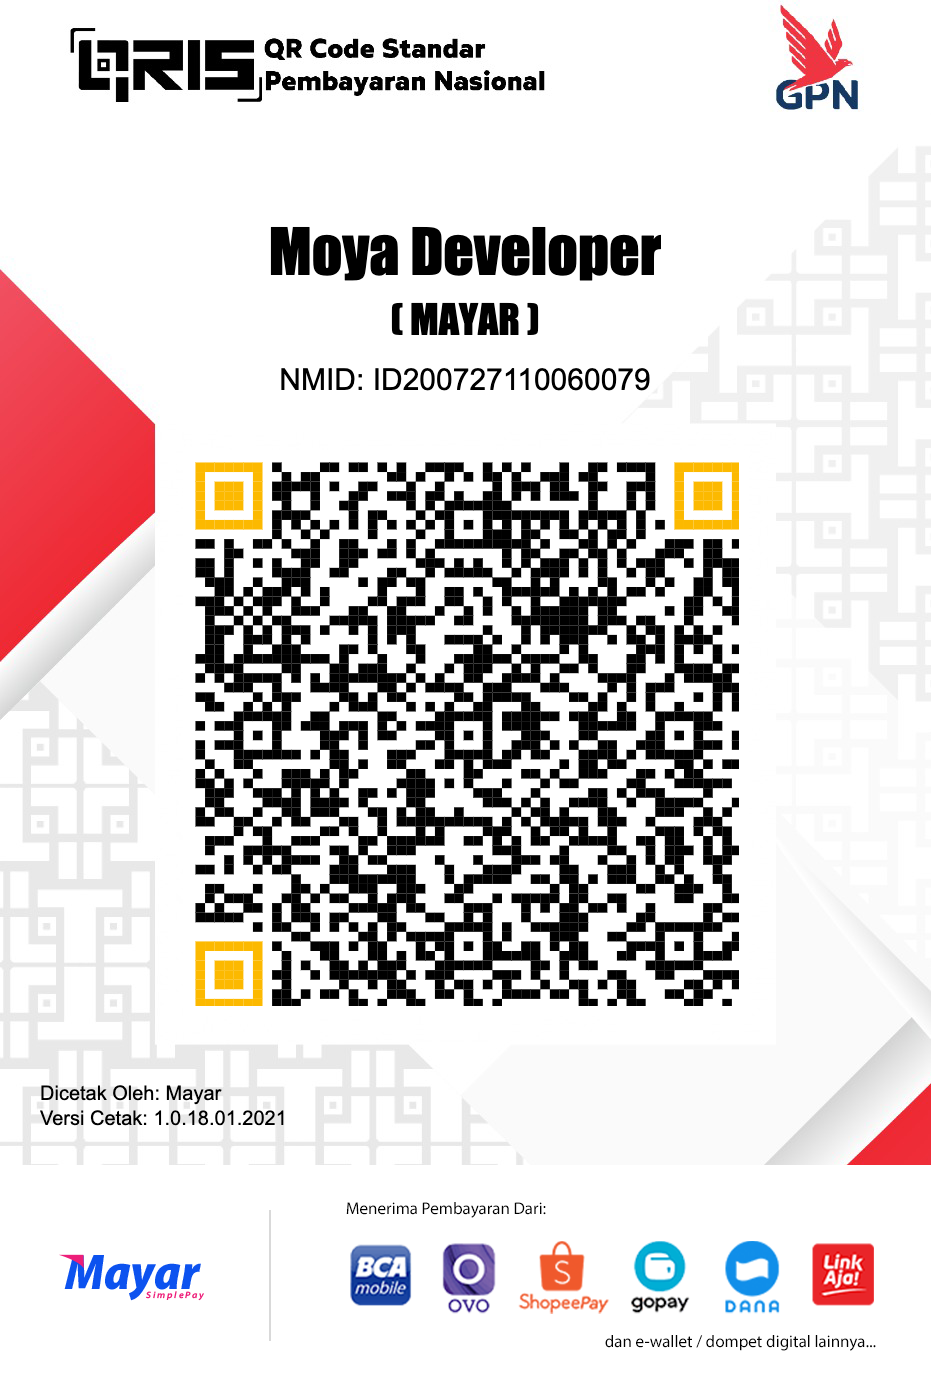 QRIS
QR Code Standar
Pembayaran Nasional
GPN
Moya Developer
( MAYAR )
NMID: ID200727110060079
Dicetak Oleh: Mayar
Versi Cetak: 1.0.18.01.2021
Menerima Pembayaran Dari:
Mayar
SimplePay
BCA
mobile
OVO
S
ShopeePay
gopay
DANA
Link
Aja!
dan e-wallet / dompet digital lainnya...